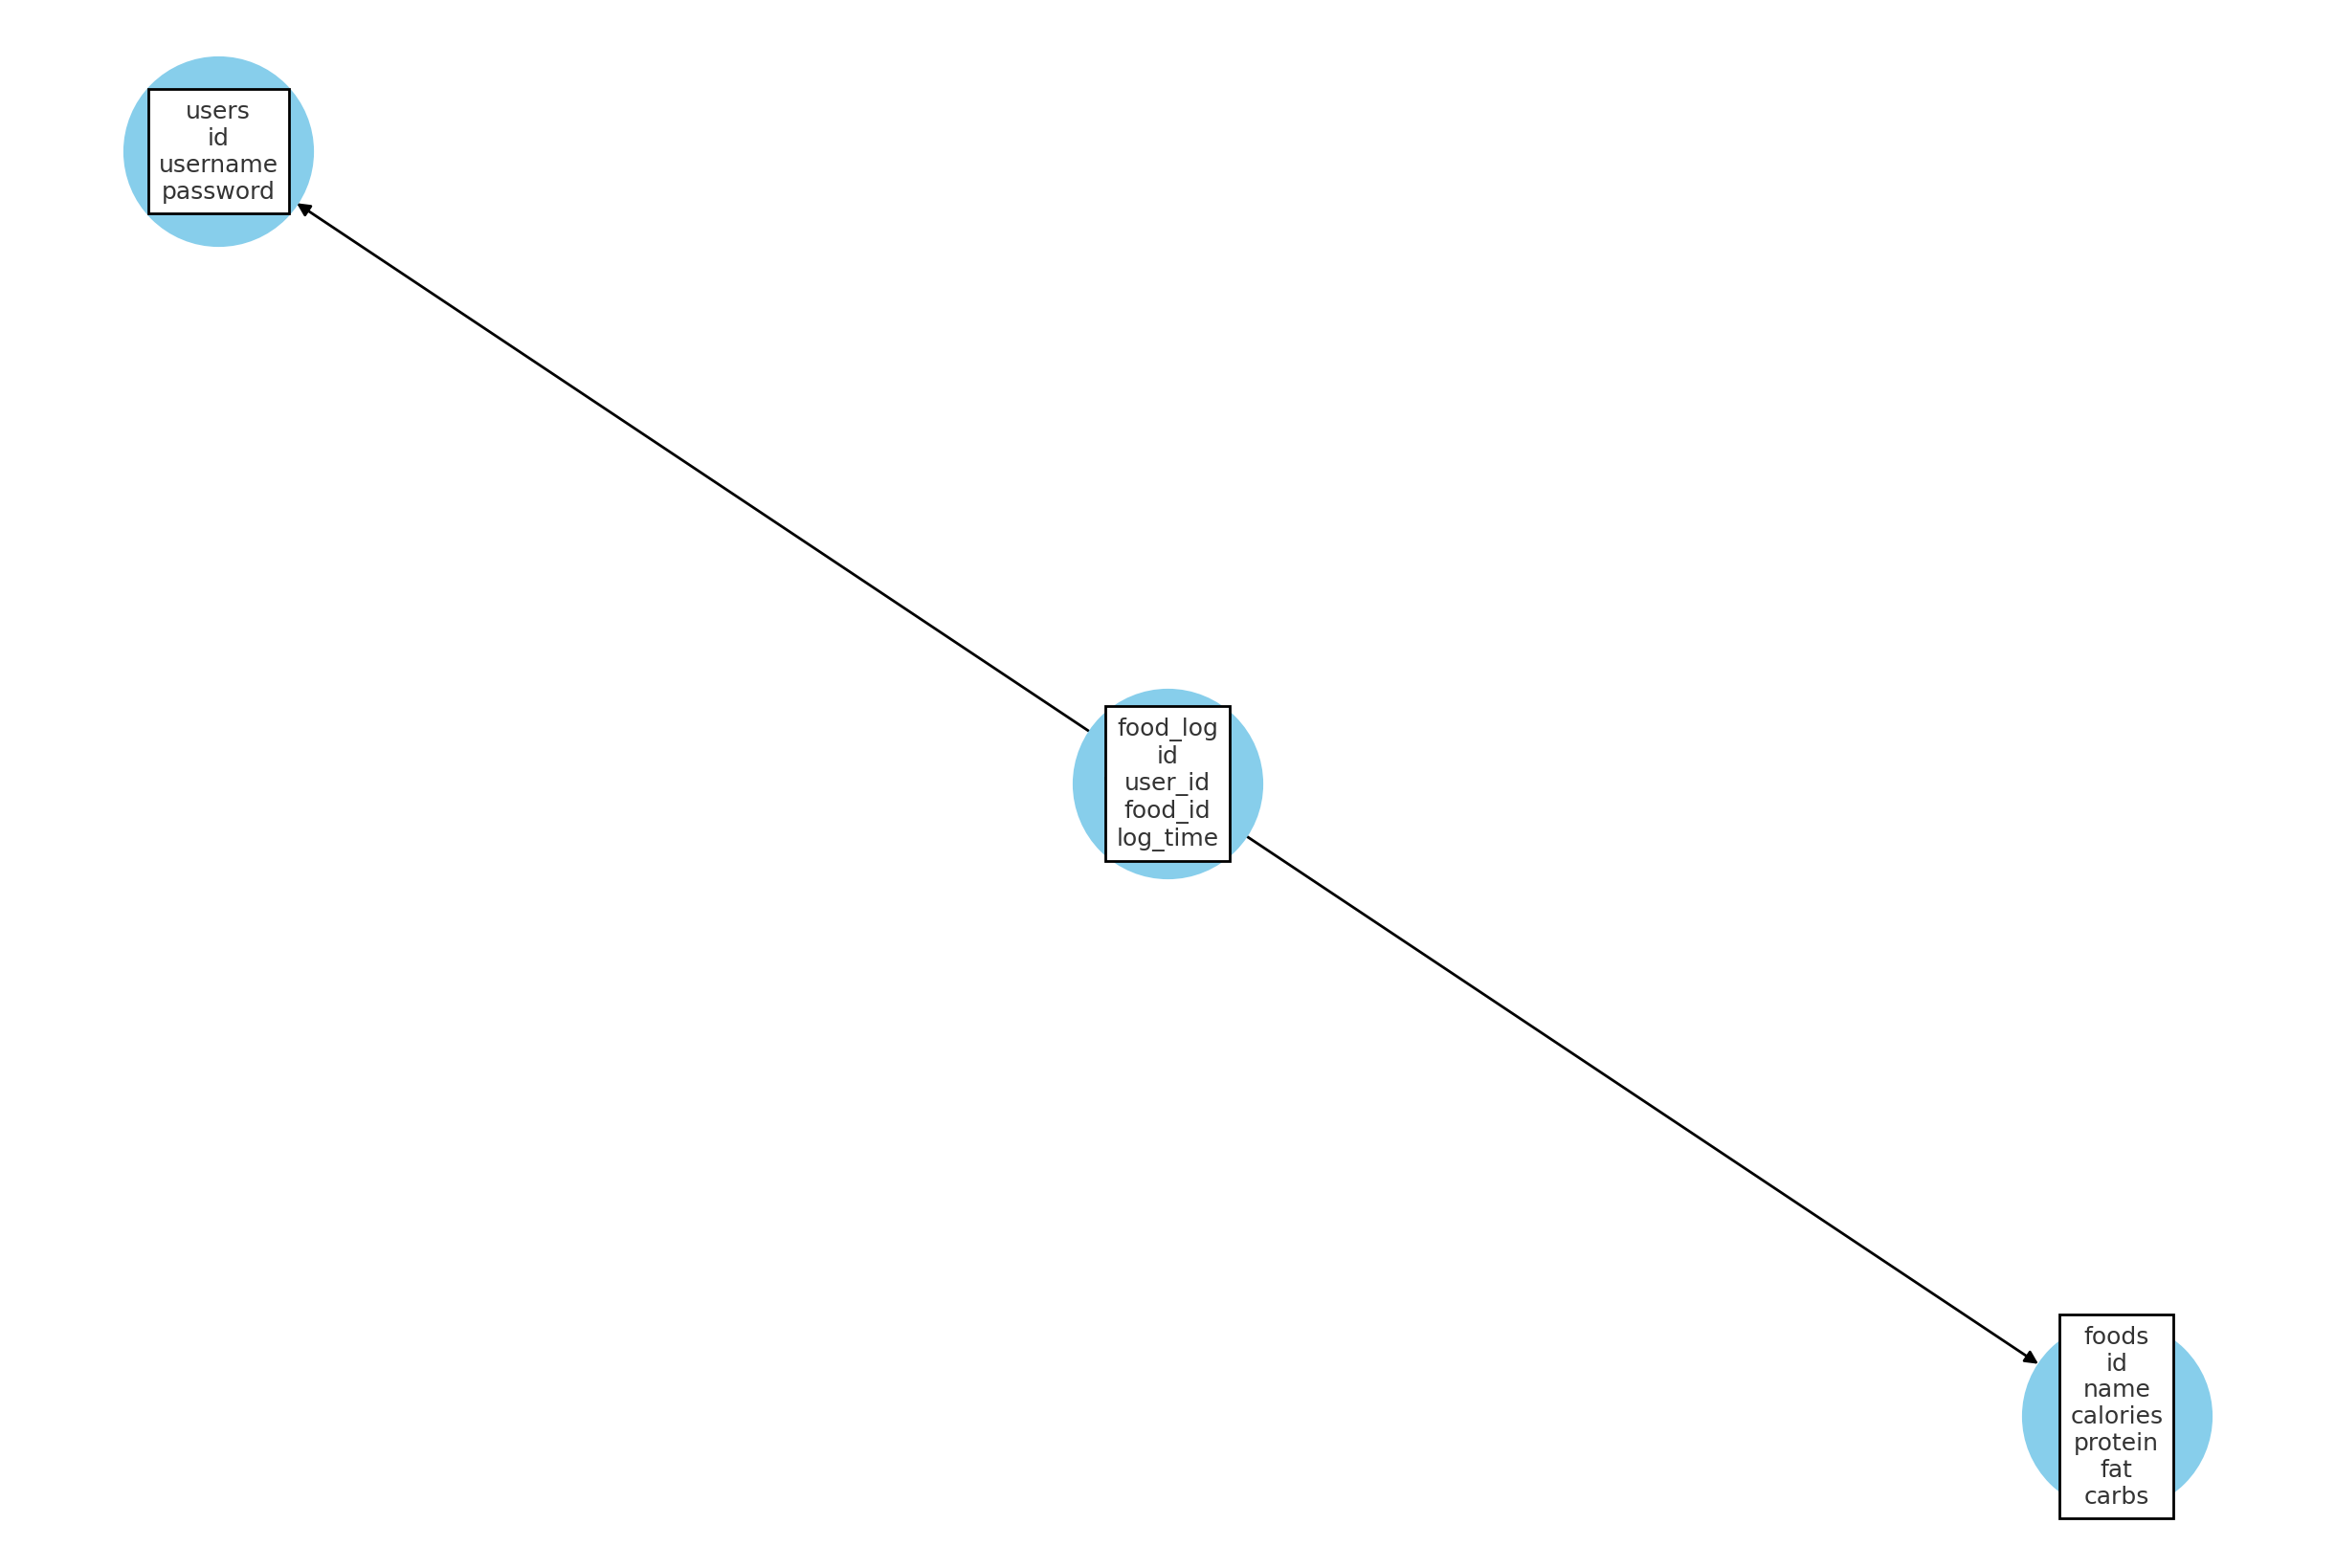 users
id
username
password
food_log
id
user_id
food_id
log_time
foods
id
name
calories
protein
fat
carbs